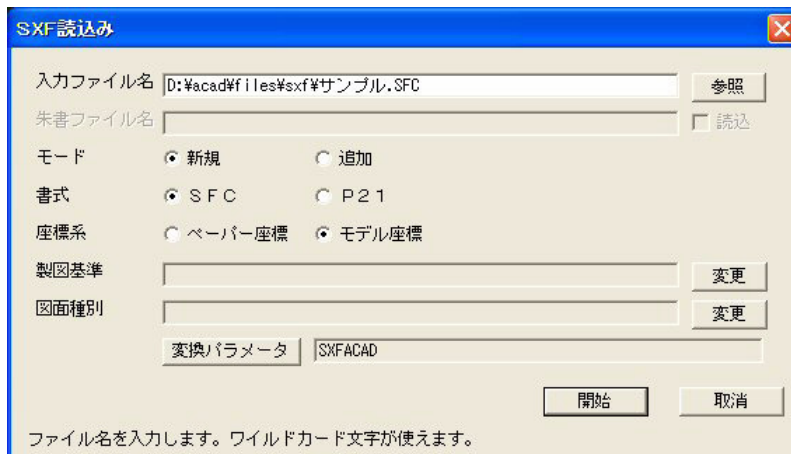 SXF読込み
入力ファイル名 D:¥acad¥files¥sxf¥サンプル.SFC 参照
朱書ファイル名 読込
モード 新規 追加
書式 ＳＦＣ Ｐ２１
座標系 ペーパー座標 モデル座標
製図基準 変更
図面種別 変更
変換パラメータ SXFACAD
開始 取消
ファイル名を入力します。ワイルドカード文字が使えます。